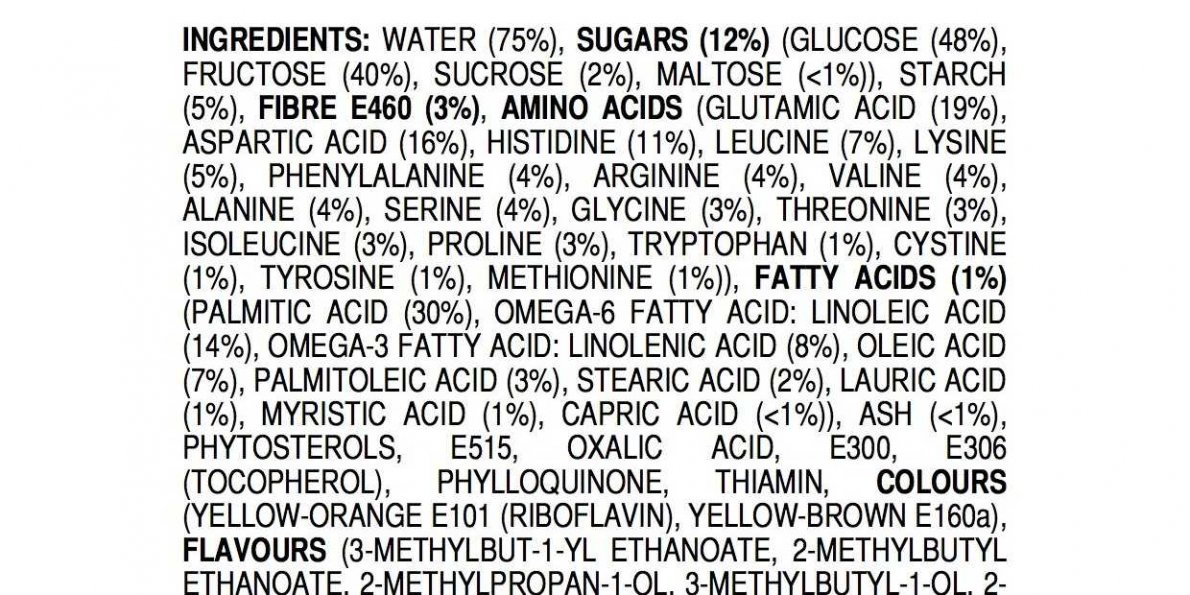 INGREDIENTS: WATER (75%), SUGARS (12%) (GLUCOSE (48%),
FRUCTOSE (40%), SUCROSE (2%), MALTOSE (<1%)), STARCH
(5%), FIBRE E460 (3%), AMINO ACIDS (GLUTAMIC ACID (19%),
ASPARTIC ACID (16%), HISTIDINE (11%), LEUCINE (7%), LYSINE
(5%), PHENYLALANINE (4%), ARGININE (4%), VALINE (4%),
ALANINE (4%), SERINE (4%), GLYCINE (3%), THREONINE (3%),
ISOLEUCINE (3%), PROLINE (3%), TRYPTOPHAN (1%), CYSTINE
(1%), TYROSINE (1%), METHIONINE (1%)), FATTY ACIDS (1%)
(PALMITIC ACID (30%), OMEGA-6 FATTY ACID: LINOLEIC ACID
(14%), OMEGA-3 FATTY ACID: LINOLENIC ACID (8%), OLEIC ACID
(7%), PALMITOLEIC ACID (3%), STEARIC ACID (2%), LAURIC ACID
(1%), MYRISTIC ACID (1%), CAPRIC ACID (<1%)), ASH (<1%),
PHYTOSTEROLS, E515, OXALIC ACID, E300, E306
(TOCOPHEROL), PHYLLOQUINONE, THIAMIN, COLOURS
(YELLOW-ORANGE E101 (RIBOFLAVIN), YELLOW-BROWN E160a),
FLAVOURS (3-METHYLBUT-1-YL ETHANOATE, 2-METHYLBUTYL
ETHANOATE, 2-METHYLPROPAN-1-OL, 3-METHYLBUTYL-1-OL, 2-